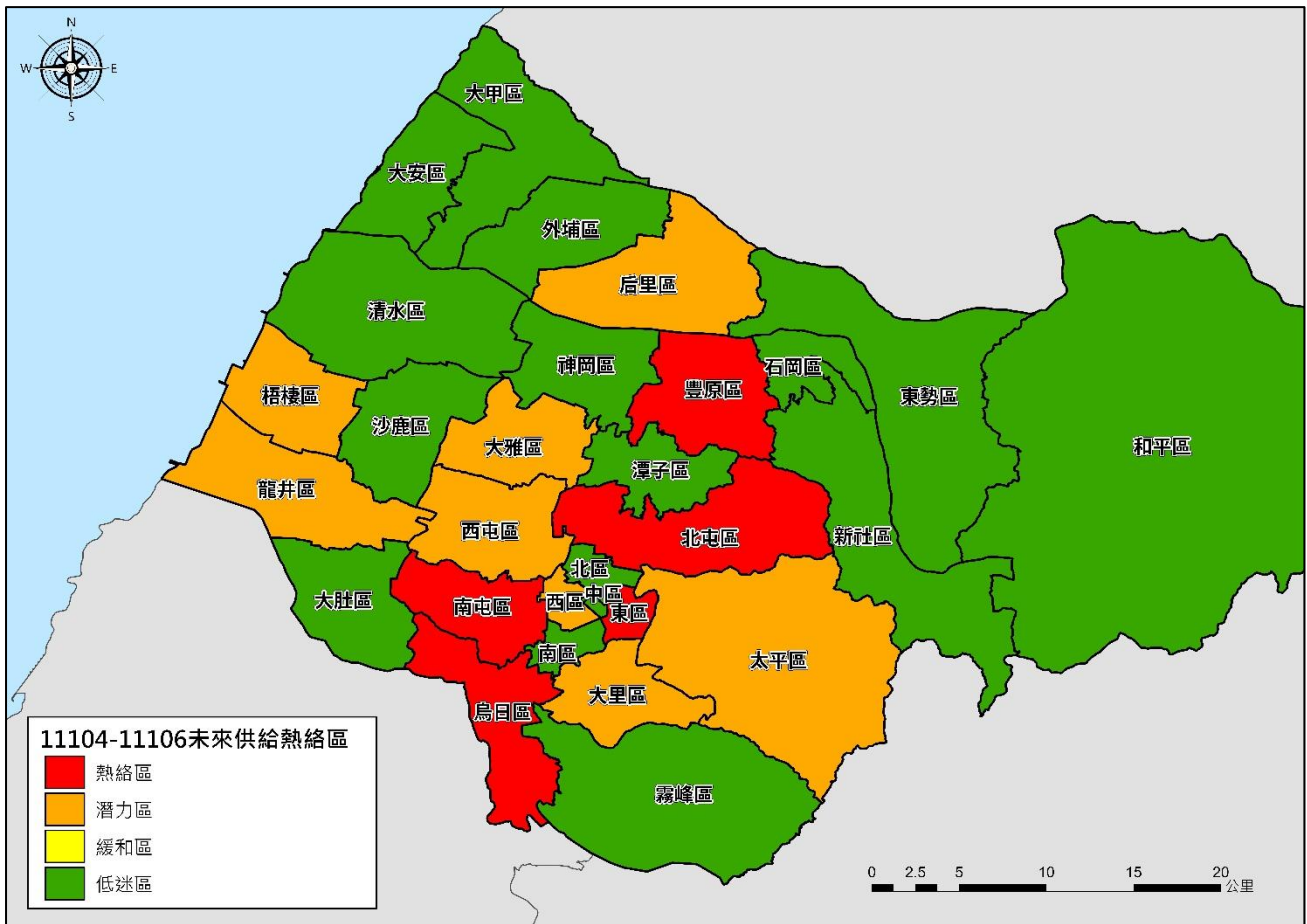 N
W
E
S
大甲區
大安區
外埔區
后里區
清水區
神岡區
豐原區
石岡區
東勢區
和平區
梧棲區
沙鹿區
大雅區
潭子區
龍井區
西屯區
北屯區
新社區
北區
中區
大肚區
南屯區
西區
東區
南區
太平區
大里區
烏日區
霧峰區
11104-11106未來供給熱絡區
熱絡區
潛力區
緩和區
低迷區
0 2.5 5 10 15 20
公里